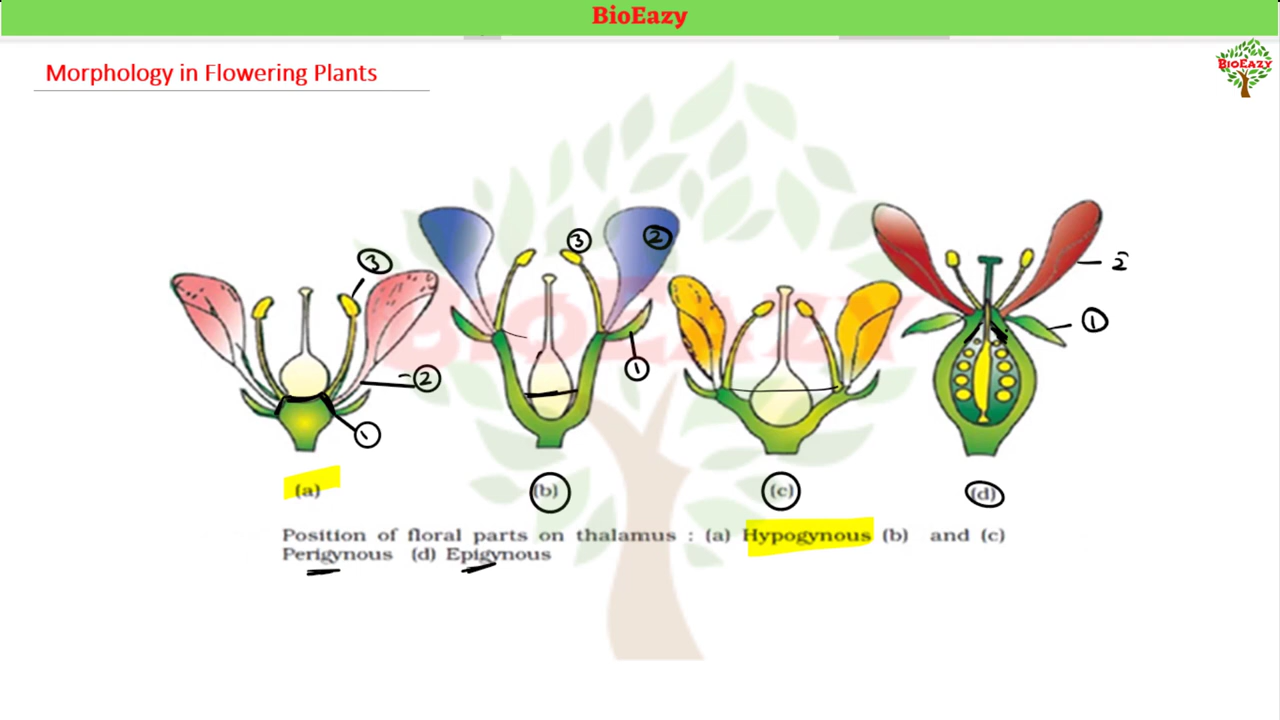 BioEazy
BIOEAZY
Morphology in Flowering Plants
BIOEAZY
3
2
1
3
2
1
2
1
(a)
(b)
(c)
(d)
Position of floral parts on thalamus : (a) Hypogynous (b) and (c)
Perigynous (d) Epigynous